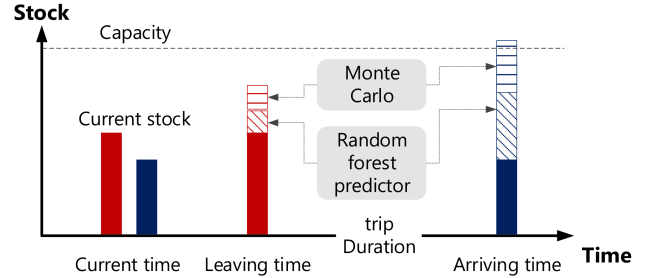 Stock
Capacity
Monte
Carlo
Current stock
Random
forest
predictor
trip
Duration
Current time
Leaving time
Arriving time
Time